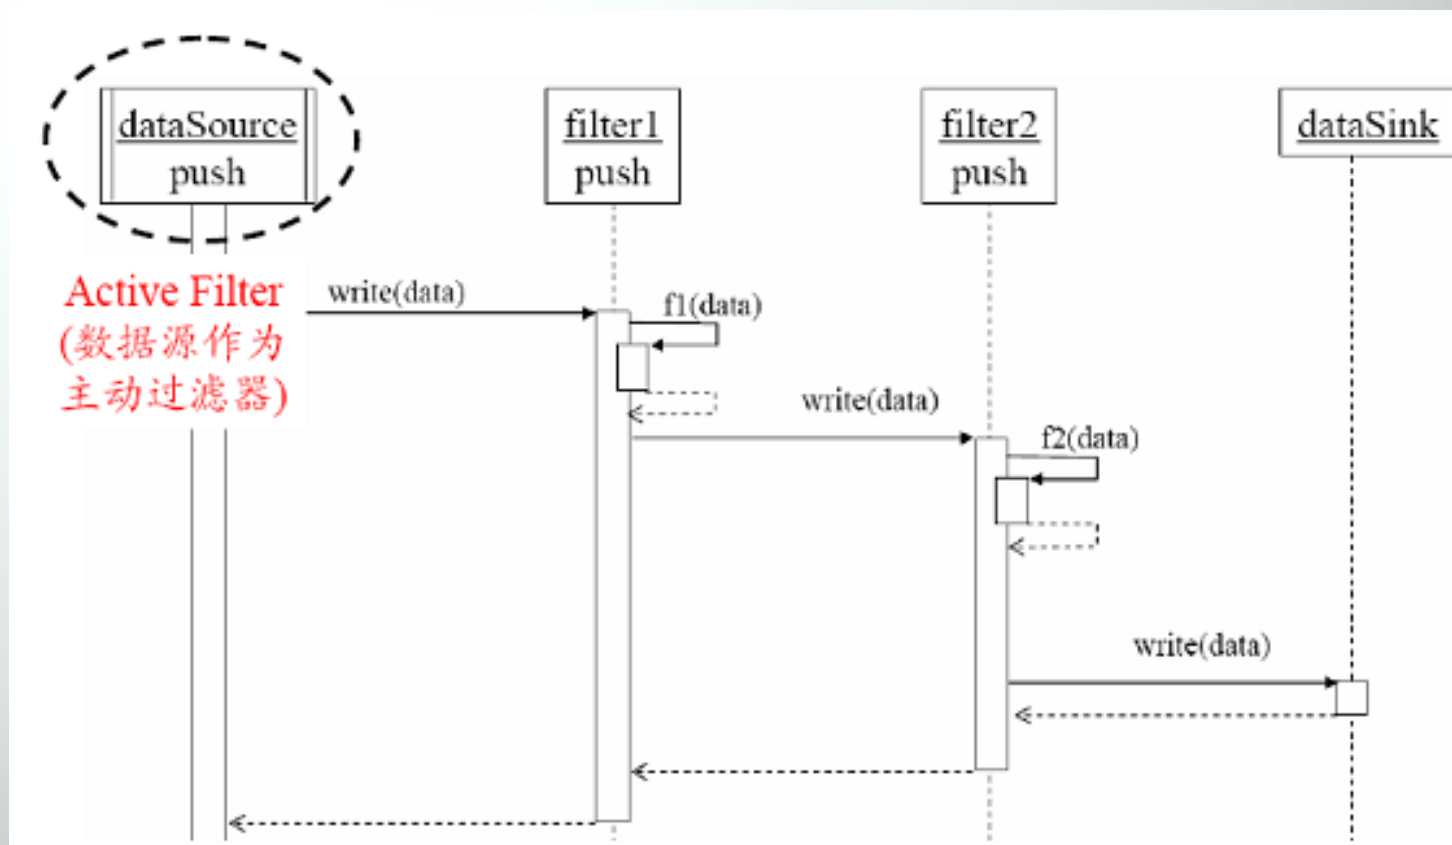 dataSource
push
filter1
push
filter2
push
dataSink
Active Filter
(数据源作为
主动过滤器)
write(data)
f1(data)
write(data)
f2(data)
write(data)